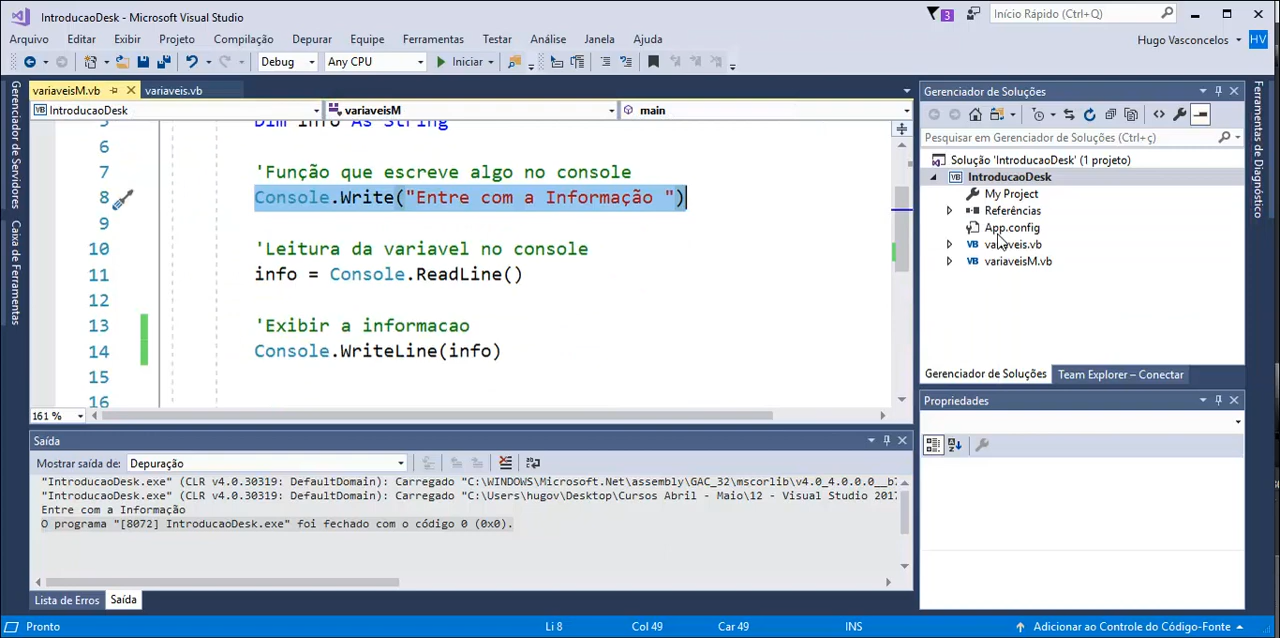 IntroducaoDesk - Microsoft Visual Studio
3
Início Rápido (Ctrl+Q)
Arquivo Editar Exibir Projeto Compilação Depurar Equipe Ferramentas Testar Análise Janela Ajuda
Hugo Vasconcelos HV
Debug Any CPU Iniciar
Gerenciador de Servidores
Caixa de Ferramentas
variaveisM.vb variaveis.vb
IntroducaoDesk variaveisM main
5 Dim info As String
6
7 'Função que escreve algo no console
8 Console.Write("Entre com a Informação ")
9
10 'Leitura da variavel no console
11 info = Console.ReadLine()
12
13 'Exibir a informacao
14 Console.WriteLine(info)
15
16
161 %
Saída
Mostrar saída de: Depuração
"IntroducaoDesk.exe" (CLR v4.0.30319: DefaultDomain): Carregado "C:\WINDOWS\Microsoft.Net\assembly\GAC_32\mscorlib\v4.0_4.0.0.0__b7
"IntroducaoDesk.exe" (CLR v4.0.30319: DefaultDomain): Carregado "C:\Users\hugov\Desktop\Cursos Abril - Maio\12 - Visual Studio 2017
Entre com a Informação
O programa "[8072] IntroducaoDesk.exe" foi fechado com o código 0 (0x0).
Lista de Erros Saída
Gerenciador de Soluções
Pesquisar em Gerenciador de Soluções (Ctrl+ç)
Solução 'IntroducaoDesk' (1 projeto)
VB IntroducaoDesk
My Project
Referências
App.config
VB variaveis.vb
VB variaveisM.vb
Gerenciador de Soluções Team Explorer – Conectar
Propriedades
Ferramentas de Diagnóstico
Pronto Li 8 Col 49 Car 49 INS Adicionar ao Controle do Código-Fonte